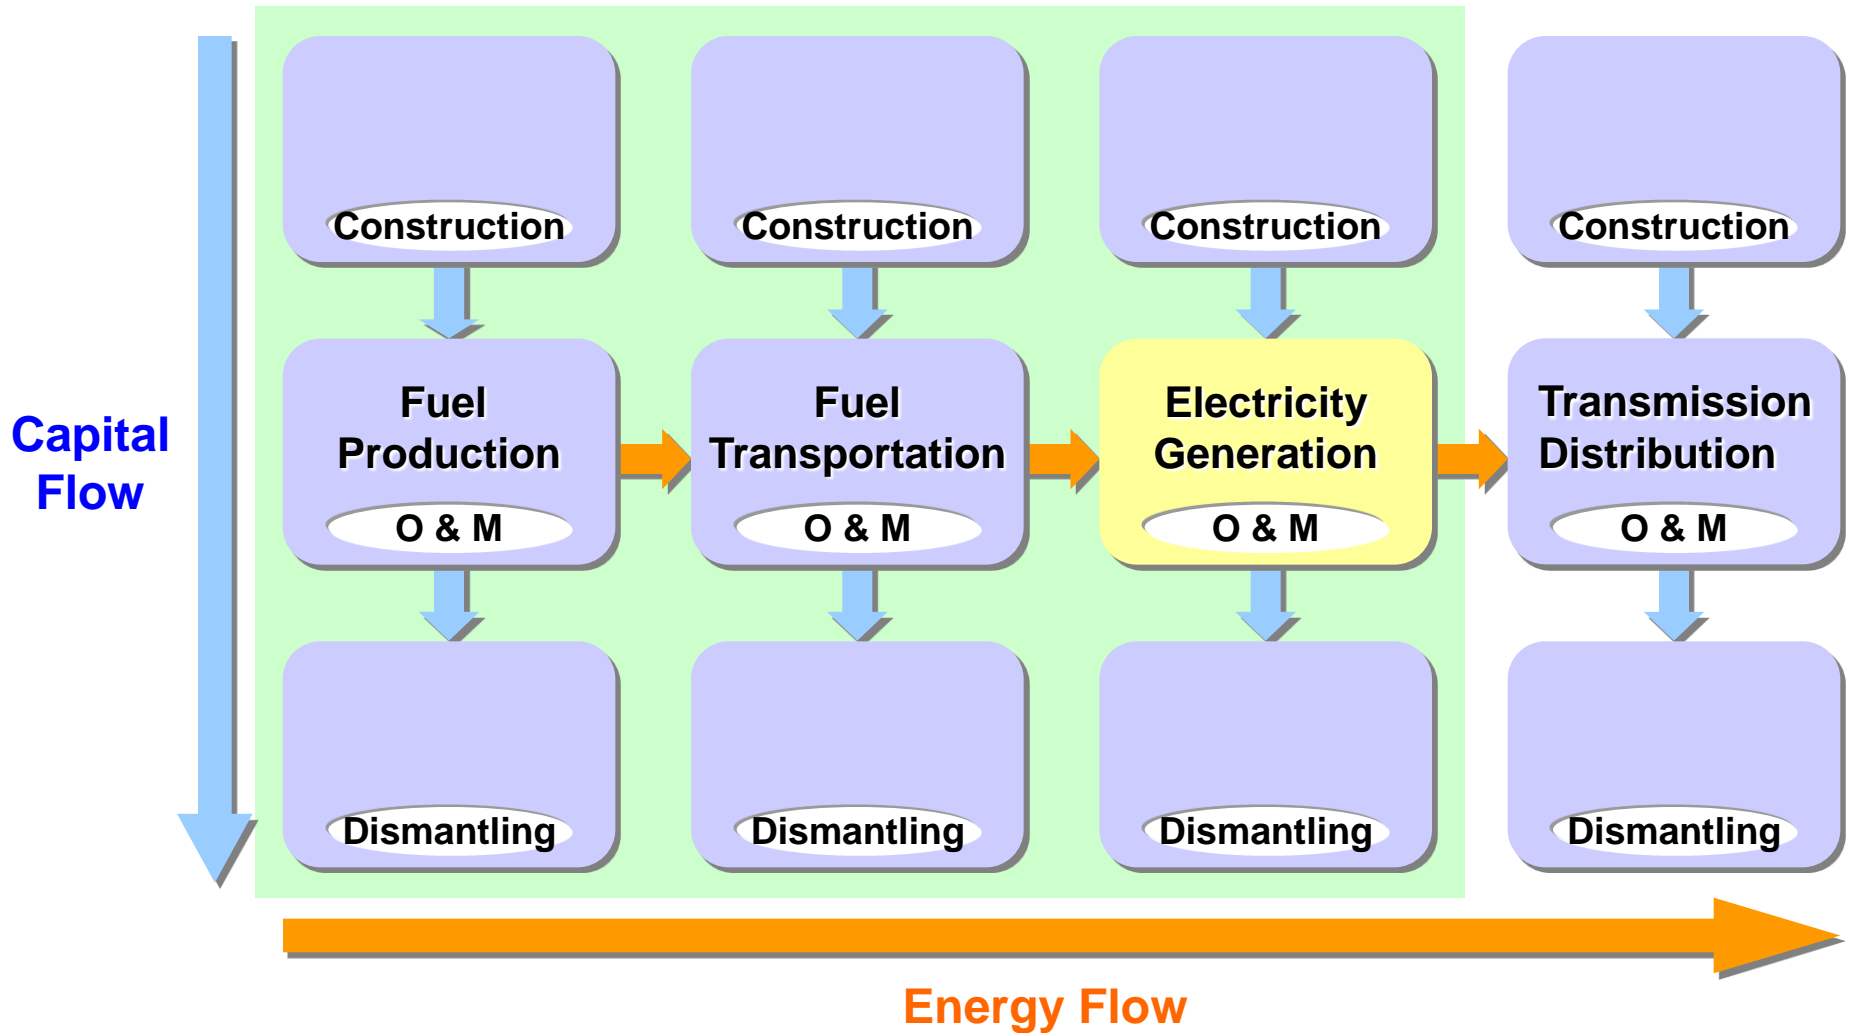 Construction
Construction
Construction
Construction
Capital
Flow
Fuel
Production
O & M
Fuel
Transportation
O & M
Electricity
Generation
O & M
Transmission
Distribution
O & M
Dismantling
Dismantling
Dismantling
Dismantling
Energy Flow